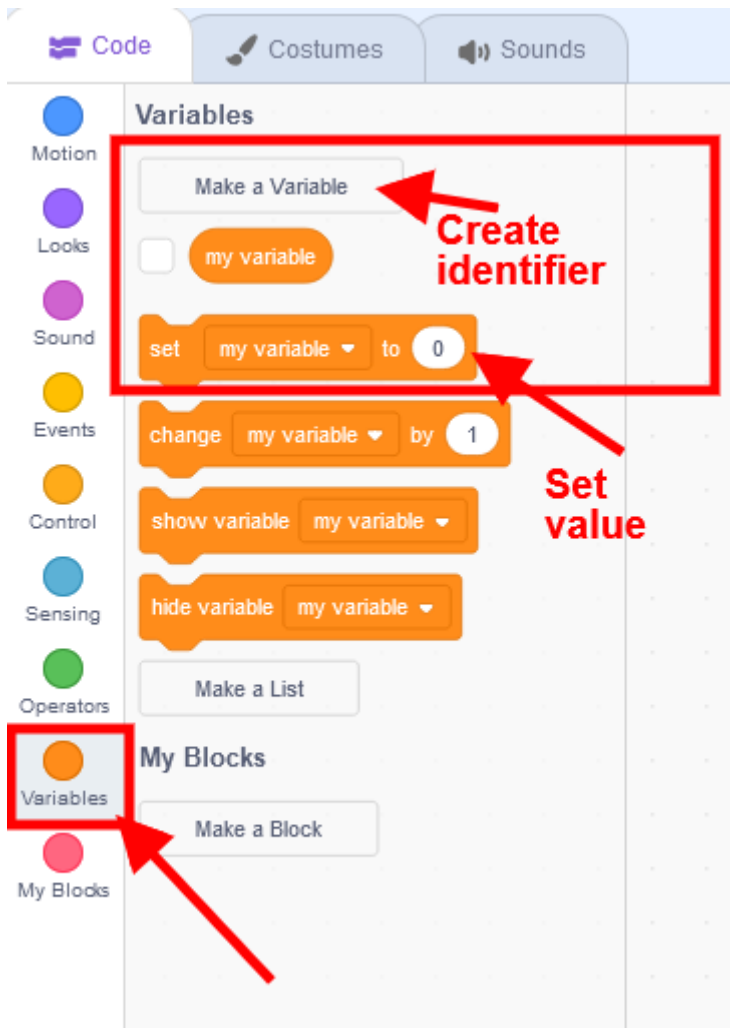 Code
Costumes
Sounds
Motion
Looks
Sound
Events
Control
Sensing
Operators
Variables
My Blocks
Variables
Make a Variable
Create
identifier
my variable
set my variable to 0
change my variable by 1
Set
value
show variable my variable
hide variable my variable
Make a List
My Blocks
Make a Block